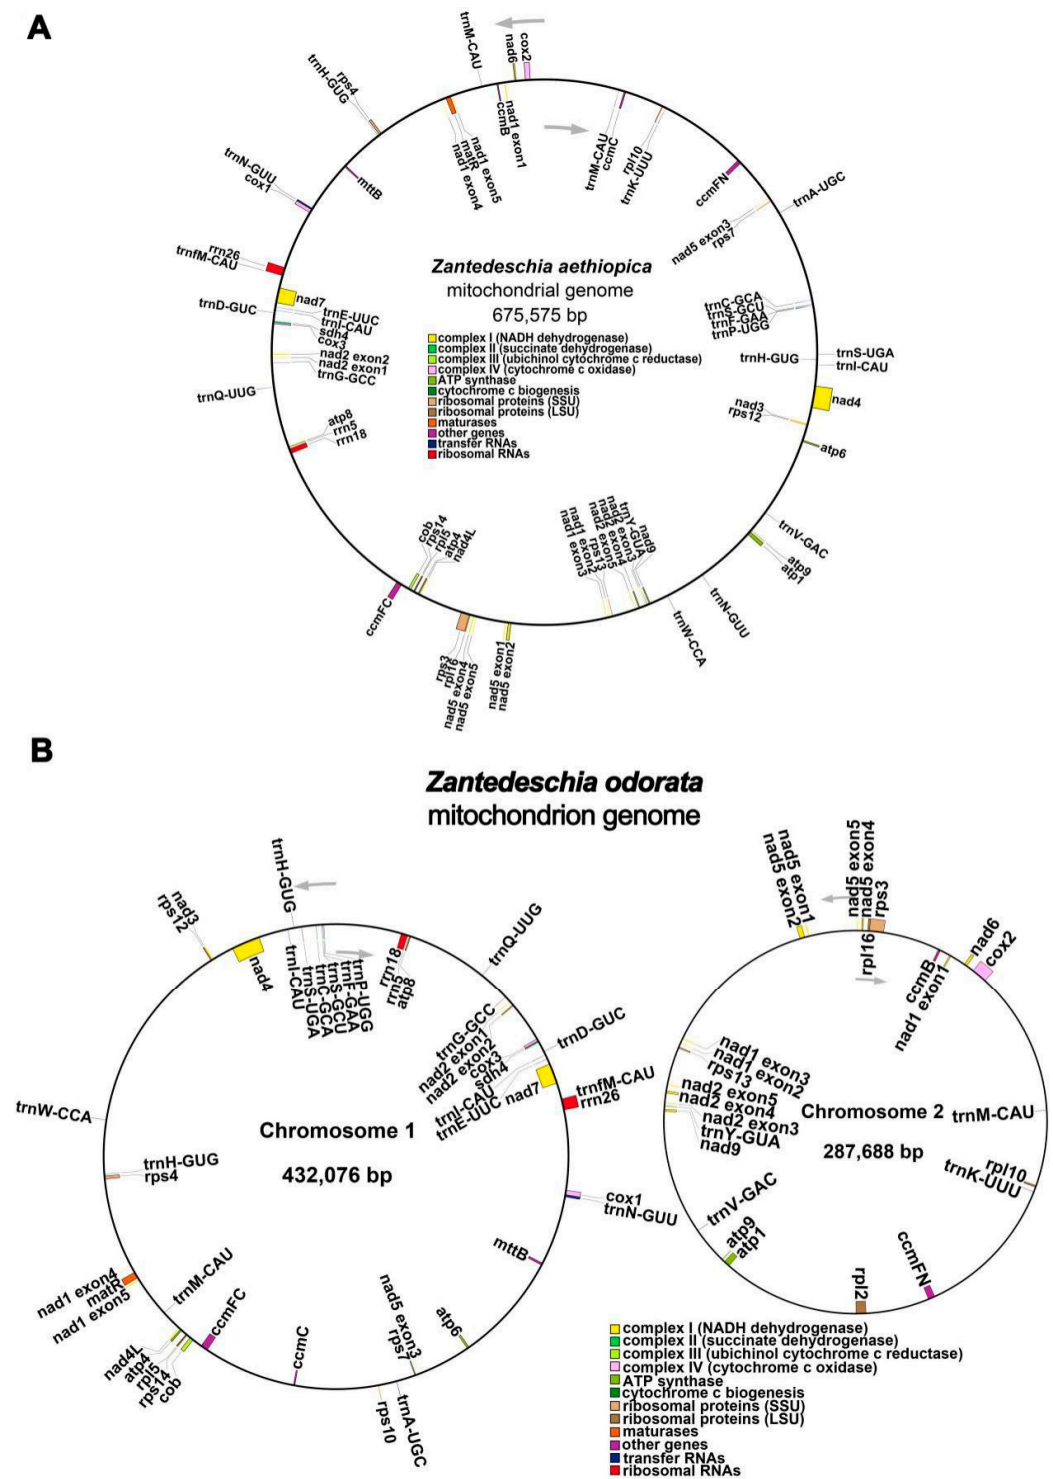 A
trnM-CAU
nad6
cox2
rps4
trnH-GUG
nad1 exon1
ccmB
trnM-CAU
ccmC
rpl10
trnK-UUU
nad1 exon5
matR
nad1 exon4
ccmFN
trnA-UGC
trnN-GUU
cox1
mttB
nad5 exon3
rps7
rrn26
trnfM-CAU
Zantedeschia aethiopica
mitochondrial genome
675,575 bp
trnD-GUC
nad7
trnE-UUC
trnI-CAU
sdh4
cox3
nad2 exon2
nad2 exon1
trnG-GCC
trnQ-UUG
trnC-GCA
trnS-GCU
trnF-GAA
trnP-UGG
trnH-GUG
trnS-UGA
trnI-CAU
nad4
nad3
rps12
atp6
complex I (NADH dehydrogenase)
complex II (succinate dehydrogenase)
complex III (ubichinol cytochrome c reductase)
complex IV (cytochrome c oxidase)
ATP synthase
cytochrome c biogenesis
ribosomal proteins (SSU)
ribosomal proteins (LSU)
maturases
other genes
transfer RNAs
ribosomal RNAs
atp8
rrn5
rrn18
cob
rps14
rpl5
atp4
nad4L
nad1 exon3
nad1 exon2
rps13
nad2 exon5
nad2 exon4
nad2 exon3
trnY-GUA
nad9
trnV-GAC
atp9
atp1
trnN-GUU
trnW-CCA
ccmFC
rps3
rpl16
nad5 exon4
nad5 exon5
nad5 exon1
nad5 exon2
B
Zantedeschia odorata
mitochondrion genome
trnH-GUG
nad3
rps12
nad4
trnI-CAU
trnS-UGA
trnC-GCA
trnS-GCU
trnF-GAA
trnP-UGG
rrn18
rrn5
atp8
trnQ-UUG
trnG-GCC
nad2 exon1
nad2 exon2
cox3
sdh4
trnI-CAU
trnE-UUC
nad7
trnD-GUC
trnfM-CAU
rrn26
trnW-CCA
Chromosome 1
432,076 bp
trnH-GUG
rps4
cox1
trnN-GUU
mttB
nad1 exon4
matR
nad1 exon5
trnM-CAU
ccmFC
nad4L
atp4
rpl5
rps14
cob
ccmC
nad5 exon3
rps7
atp6
rps10
trnA-UGC
nad5 exon2
nad5 exon1
nad5 exon5
nad5 exon4
rps3
rpl16
nad6
cox2
ccmB
nad1 exon1
nad1 exon3
nad1 exon2
rps13
nad2 exon5
nad2 exon4
nad2 exon3
trnY-GUA
nad9
Chromosome 2
287,688 bp
trnM-CAU
rpl10
trnK-UUU
trnV-GAC
atp9
atp1
rpl2
ccmFN
complex I (NADH dehydrogenase)
complex II (succinate dehydrogenase)
complex III (ubichinol cytochrome c reductase)
complex IV (cytochrome c oxidase)
ATP synthase
cytochrome c biogenesis
ribosomal proteins (SSU)
ribosomal proteins (LSU)
maturases
other genes
transfer RNAs
ribosomal RNAs